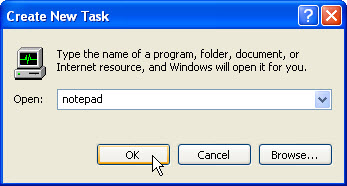 Create New Task
Type the name of a program, folder, document, or
Internet resource, and Windows will open it for you.
Open: notepad
OK Cancel Browse...